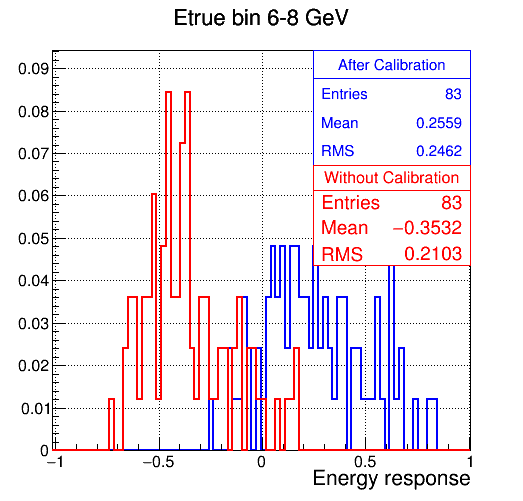 Etrue bin 6-8 GeV
After Calibration
Entries 83
Mean 0.2559
RMS 0.2462
Without Calibration
Entries 83
Mean −0.3532
RMS 0.2103
0.09
0.08
0.07
0.06
0.05
0.04
0.03
0.02
0.01
0
−1 −0.5 0 0.5 1
Energy response